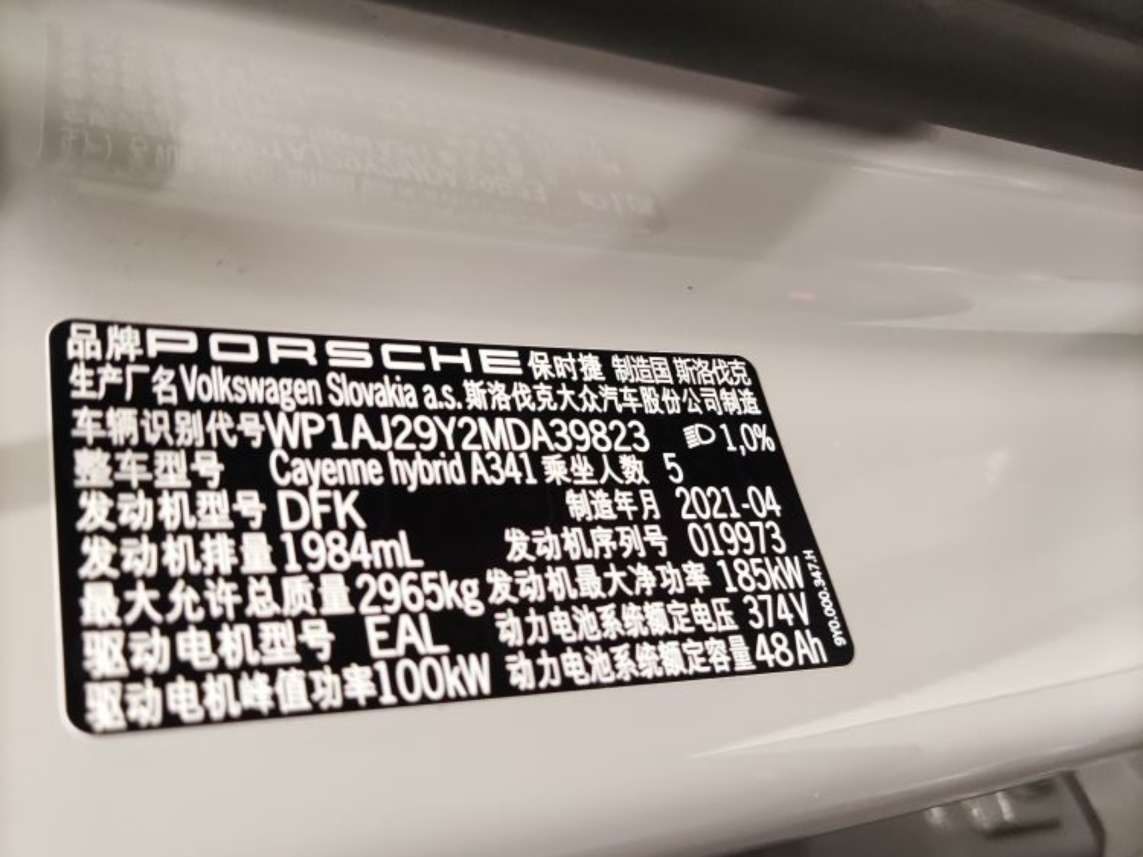 品牌PORSCHE保时捷 制造国 斯洛伐克
生产厂名Volkswagen Slovakia a.s.斯洛伐克大众汽车股份公司制造
车辆识别代号WP1AJ29Y2MDA39823 1,0%
整车型号 Cayenne hybrid A341 乘坐人数 5
发动机型号 DFK 制造年月 2021-04
发动机排量1984mL 发动机序列号 019973
最大允许总质量2965kg 发动机最大净功率 185kW
驱动电机型号 EAL 动力电池系统额定电压 374V
驱动电机峰值功率100kW 动力电池系统额定容量48Ah
9Y0.000.347.H